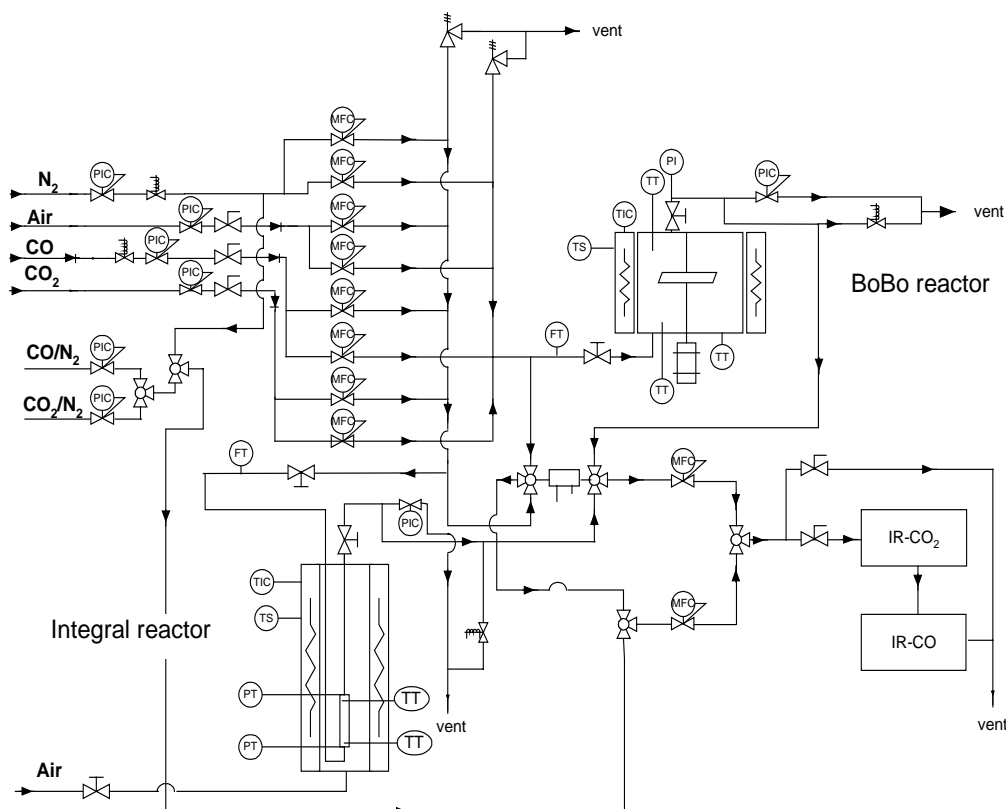 vent
MFC
MFC
PI
PIC
TT
N₂
PIC
PIC
vent
Air
PIC
MFC
TIC
TS
CO
PIC
MFC
BoBo reactor
CO₂
PIC
MFC
FT
CO/N₂
PIC
MFC
TT
TT
CO₂/N₂
PIC
MFC
MFC
FT
MFC
PIC
IR-CO₂
TIC
MFC
TS
Integral reactor
IR-CO
PT
TT
vent
vent
PT
TT
Air